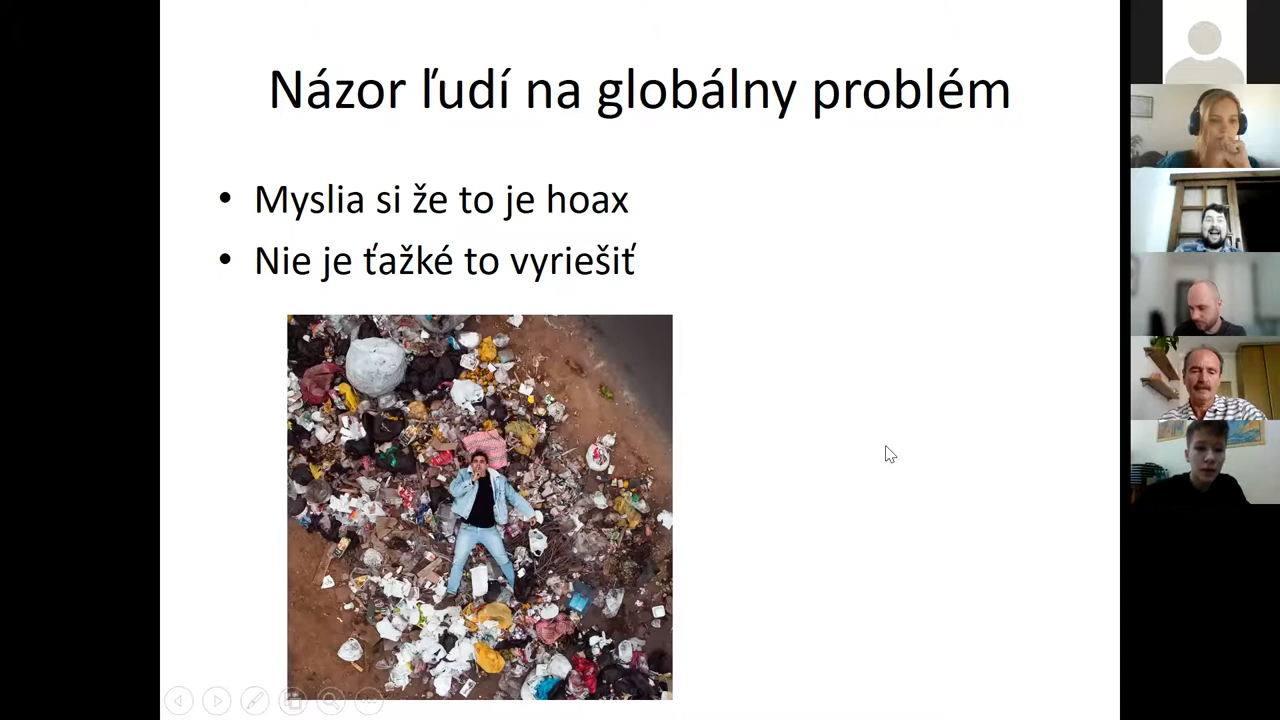 Názor ľudí na globálny problém
• Myslia si že to je hoax
• Nie je ťažké to vyriešiť